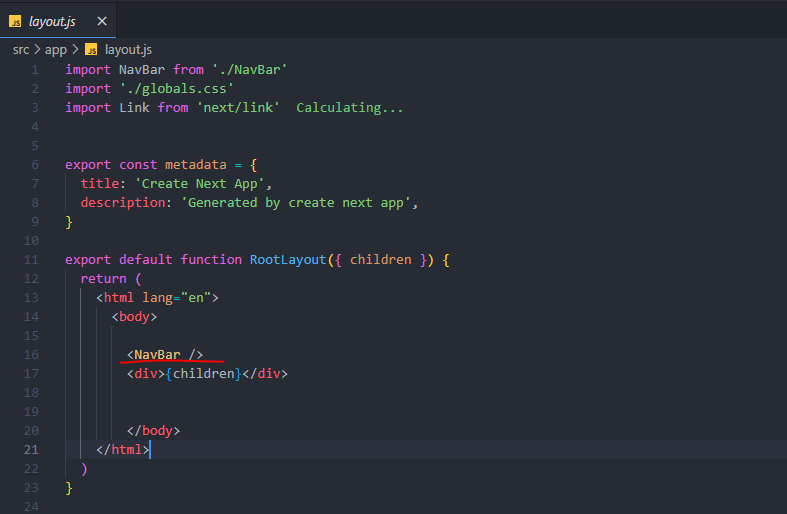 JS layout.js ×
src > app > JS layout.js
1 import NavBar from './NavBar'
2 import './globals.css'
3 import Link from 'next/link' Calculating...
4
5
6 export const metadata = {
7 title: 'Create Next App',
8 description: 'Generated by create next app',
9 }
10
11 export default function RootLayout({ children }) {
12 return (
13 <html lang="en">
14 <body>
15
16 <NavBar />
17 <div>{children}</div>
18
19
20 </body>
21 </html>
22 )
23 }
24